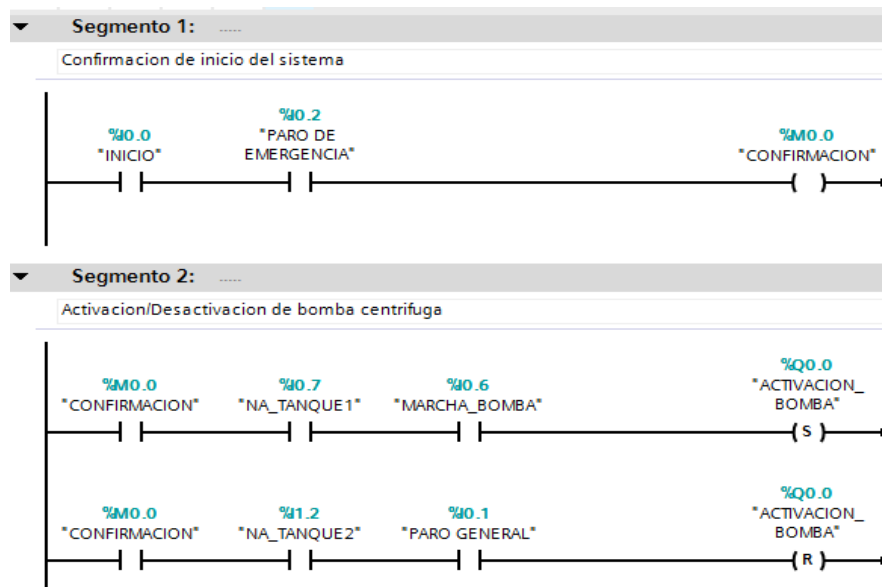 Segmento 1: .....
Confirmacion de inicio del sistema
%I0.0
"INICIO"
%I0.2
"PARO DE
EMERGENCIA"
%M0.0
"CONFIRMACION"
Segmento 2: .....
Activacion/Desactivacion de bomba centrifuga
%M0.0
"CONFIRMACION"
%I0.7
"NA_TANQUE1"
%I0.6
"MARCHA_BOMBA"
%Q0.0
"ACTIVACION_
BOMBA"
S
%M0.0
"CONFIRMACION"
%I1.2
"NA_TANQUE2"
%I0.1
"PARO GENERAL"
%Q0.0
"ACTIVACION_
BOMBA"
R